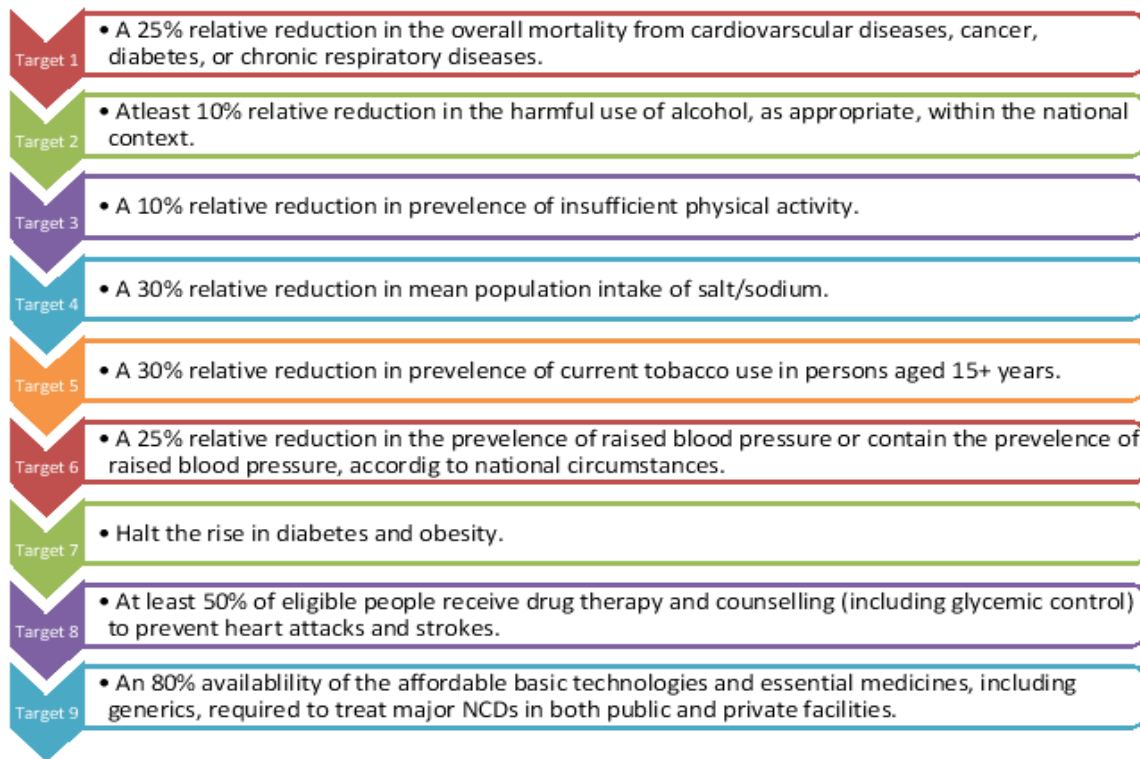 Target 1
• A 25% relative reduction in the overall mortality from cardiovarscular diseases, cancer,
diabetes, or chronic respiratory diseases.
Target 2
• Atleast 10% relative reduction in the harmful use of alcohol, as appropriate, within the national
context.
Target 3
• A 10% relative reduction in prevelence of insufficient physical activity.
Target 4
• A 30% relative reduction in mean population intake of salt/sodium.
Target 5
• A 30% relative reduction in prevelence of current tobacco use in persons aged 15+ years.
Target 6
• A 25% relative reduction in the prevelence of raised blood pressure or contain the prevelence of
raised blood pressure, accordig to national circumstances.
Target 7
• Halt the rise in diabetes and obesity.
Target 8
• At least 50% of eligible people receive drug therapy and counselling (including glycemic control)
to prevent heart attacks and strokes.
Target 9
• An 80% availablility of the affordable basic technologies and essential medicines, including
generics, required to treat major NCDs in both public and private facilities.